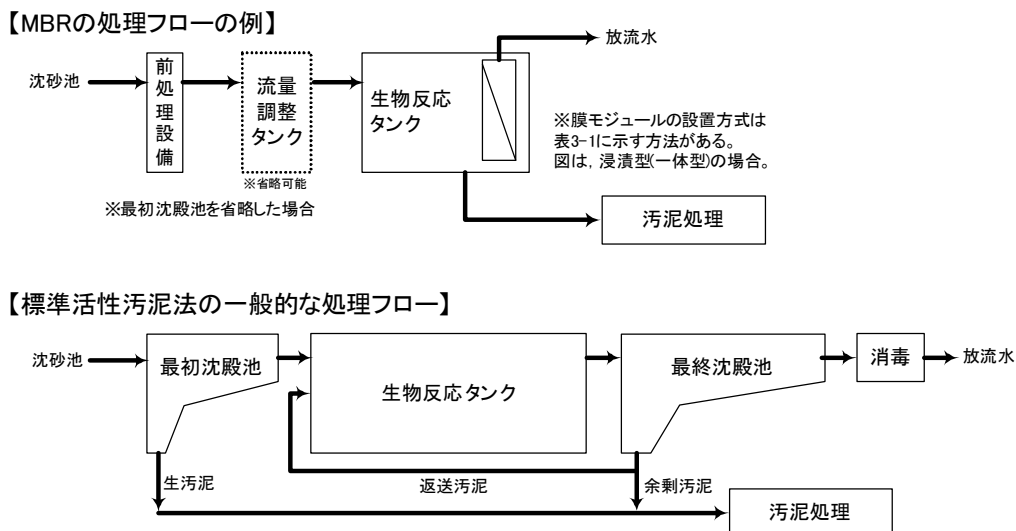 【MBRの処理フローの例】
沈砂池
前処理設備
流量
調整
タンク
※省略可能
※最初沈殿池を省略した場合
生物反応
タンク
放流水
※膜モジュールの設置方式は
表3-1に示す方法がある。
図は，浸漬型(一体型)の場合。
汚泥処理
【標準活性汚泥法の一般的な処理フロー】
沈砂池
最初沈殿池
生物反応タンク
最終沈殿池
消毒
放流水
生汚泥
返送汚泥
余剰汚泥
汚泥処理